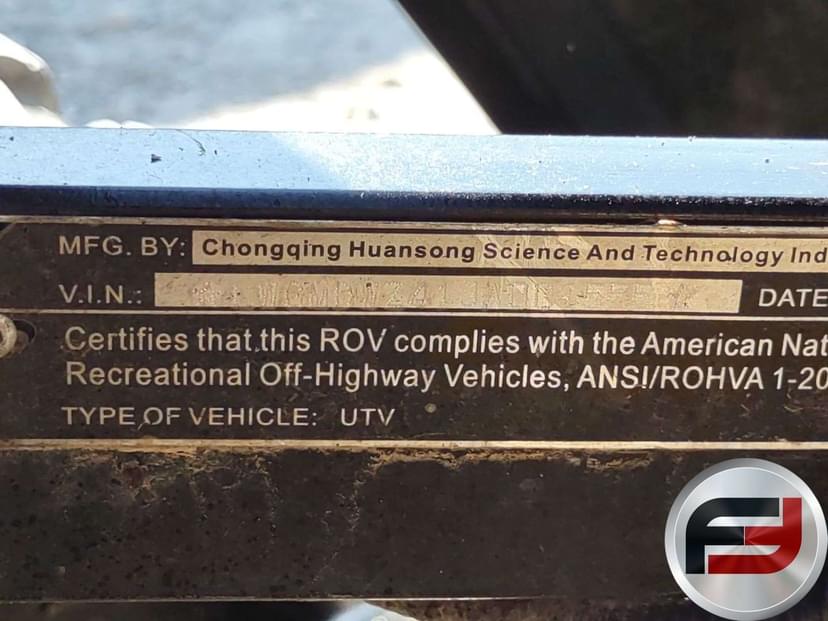 MFG. BY: Chongqing Huansong Science And Technology Ind
V.I.N.: DATE
Certifies that this ROV complies with the American Nat
Recreational Off-Highway Vehicles, ANSI/ROHVA 1-20
TYPE OF VEHICLE: UTV